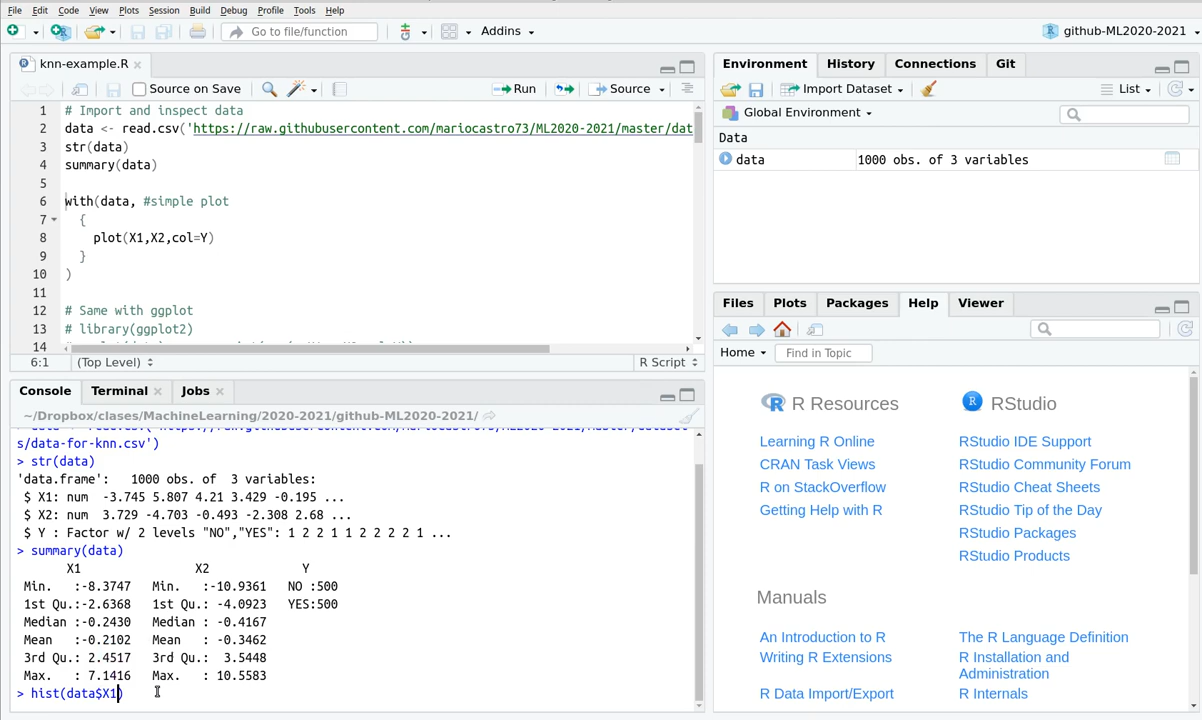 File Edit Code View Plots Session Build Debug Profile Tools Help
Go to file/function Addins github-ML2020-2021
knn-example.R
Source on Save Run Source
1 # Import and inspect data
2 data <- read.csv('https://raw.githubusercontent.com/mariocastro73/ML2020-2021/master/dat
3 str(data)
4 summary(data)
5
6 with(data, #simple plot
7 {
8 plot(X1,X2,col=Y)
9 }
10 )
11
12 # Same with ggplot
13 # library(ggplot2)
14
6:1 (Top Level) R Script
Console Terminal Jobs
~/Dropbox/clases/MachineLearning/2020-2021/github-ML2020-2021/
s/data-for-knn.csv')
> str(data)
'data.frame': 1000 obs. of 3 variables:
$ X1: num -3.745 5.807 4.21 3.429 -0.195 ...
$ X2: num 3.729 -4.703 -0.493 -2.308 2.68 ...
$ Y : Factor w/ 2 levels "NO","YES": 1 2 2 1 1 2 2 2 2 1 ...
> summary(data)
X1 X2 Y
Min. :-8.3747 Min. :-10.9361 NO :500
1st Qu.:-2.6368 1st Qu.: -4.0923 YES:500
Median :-0.2430 Median : -0.4167
Mean :-0.2102 Mean : -0.3462
3rd Qu.: 2.4517 3rd Qu.: 3.5448
Max. : 7.1416 Max. : 10.5583
> hist(data$X1)
Environment History Connections Git
Import Dataset List
Global Environment
Data
data 1000 obs. of 3 variables
Files Plots Packages Help Viewer
Home Find in Topic
R Resources
Learning R Online
CRAN Task Views
R on StackOverflow
Getting Help with R
RStudio
RStudio IDE Support
RStudio Community Forum
RStudio Cheat Sheets
RStudio Tip of the Day
RStudio Packages
RStudio Products
Manuals
An Introduction to R
Writing R Extensions
R Data Import/Export
The R Language Definition
R Installation and
Administration
R Internals